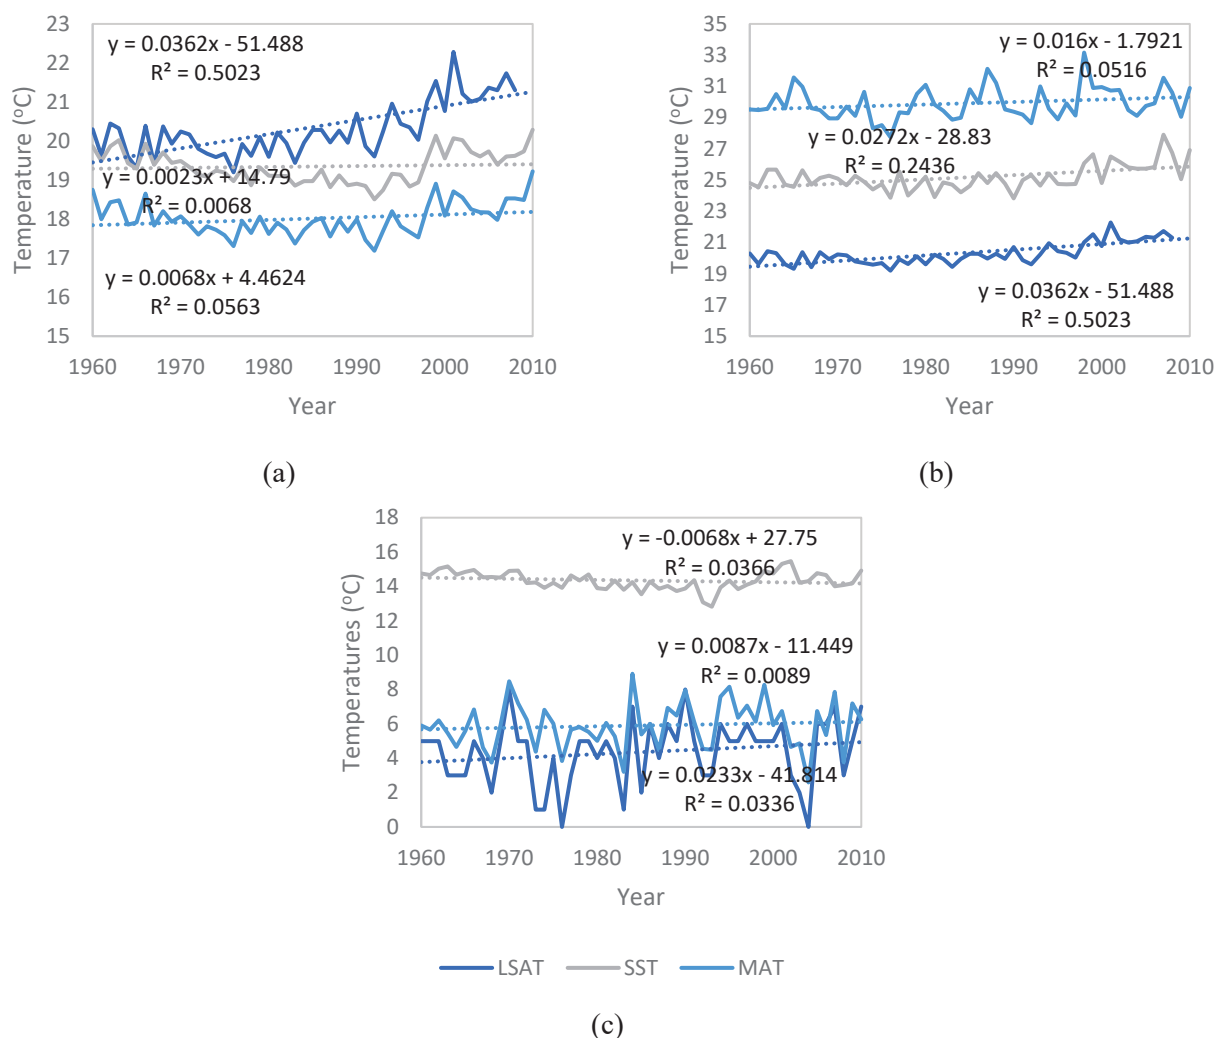 y = 0.0362x - 51.488
R² = 0.5023
y = 0.0023x + 14.79
R² = 0.0068
y = 0.0068x + 4.4624
R² = 0.0563
Temperature (°C)
23
22
21
20
19
18
17
16
15
1960 1970 1980 1990 2000 2010
Year
(a)
y = 0.016x - 1.7921
R² = 0.0516
y = 0.0272x - 28.83
R² = 0.2436
y = 0.0362x - 51.488
R² = 0.5023
Temperature (°C)
35
33
31
29
27
25
23
21
19
17
15
1960 1970 1980 1990 2000 2010
Year
(b)
y = -0.0068x + 27.75
R² = 0.0366
y = 0.0087x - 11.449
R² = 0.0089
y = 0.0233x - 41.814
R² = 0.0336
Temperatures (°C)
18
16
14
12
10
8
6
4
2
0
1960 1970 1980 1990 2000 2010
Year
LSAT SST MAT
(c)